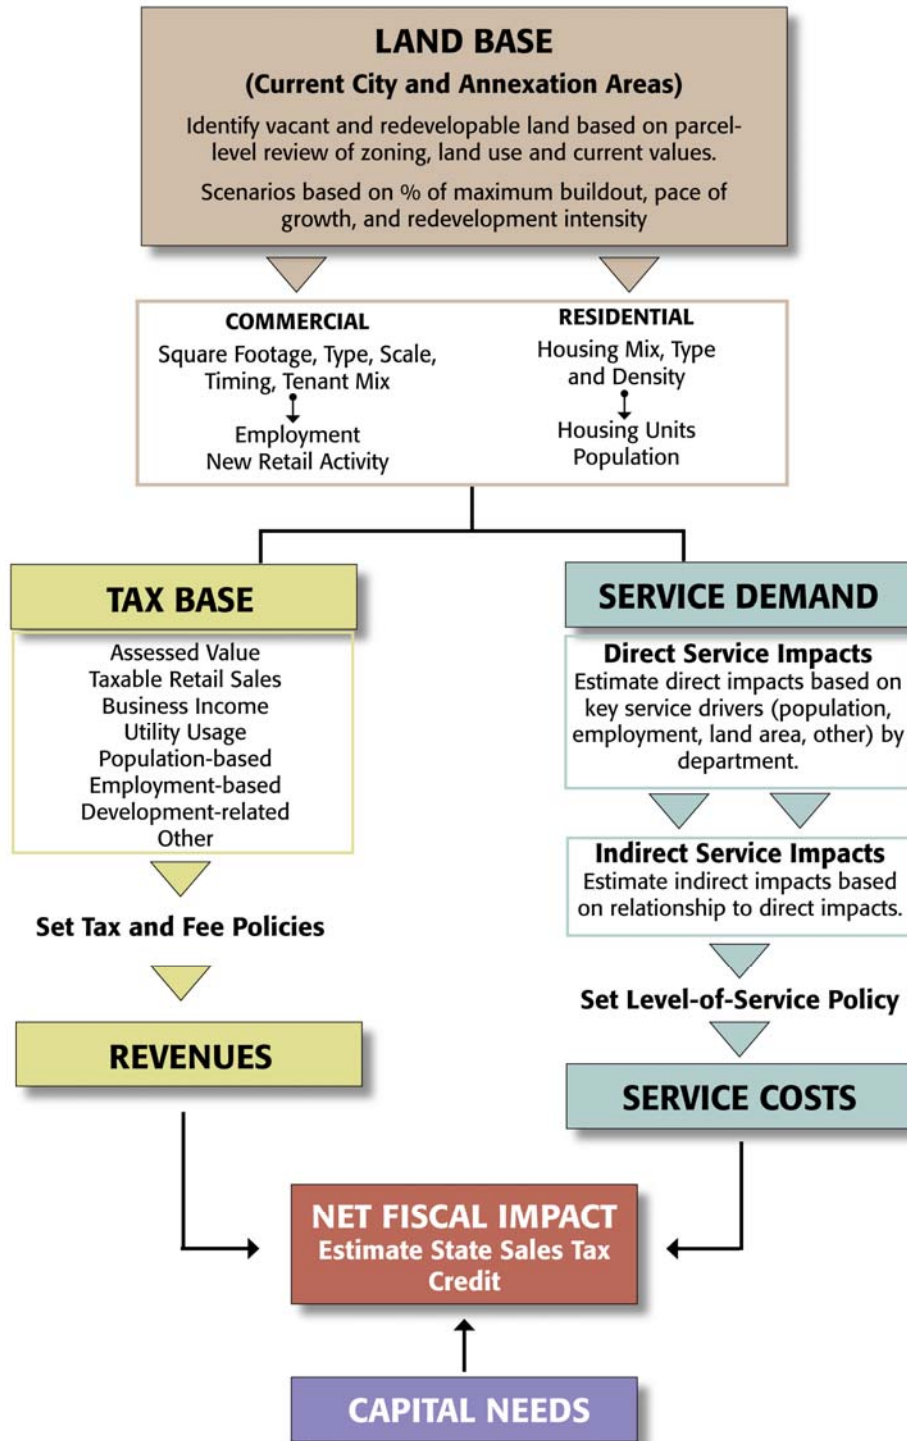 LAND BASE
(Current City and Annexation Areas)
Identify vacant and redevelopable land based on parcel-
level review of zoning, land use and current values.
Scenarios based on % of maximum buildout, pace of
growth, and redevelopment intensity
COMMERCIAL
Square Footage, Type, Scale,
Timing, Tenant Mix
Employment
New Retail Activity
RESIDENTIAL
Housing Mix, Type
and Density
Housing Units
Population
TAX BASE
Assessed Value
Taxable Retail Sales
Business Income
Utility Usage
Population-based
Employment-based
Development-related
Other
Set Tax and Fee Policies
REVENUES
SERVICE DEMAND
Direct Service Impacts
Estimate direct impacts based on
key service drivers (population,
employment, land area, other) by
department.
Indirect Service Impacts
Estimate indirect impacts based
on relationship to direct impacts.
Set Level-of-Service Policy
SERVICE COSTS
NET FISCAL IMPACT
Estimate State Sales Tax
Credit
CAPITAL NEEDS